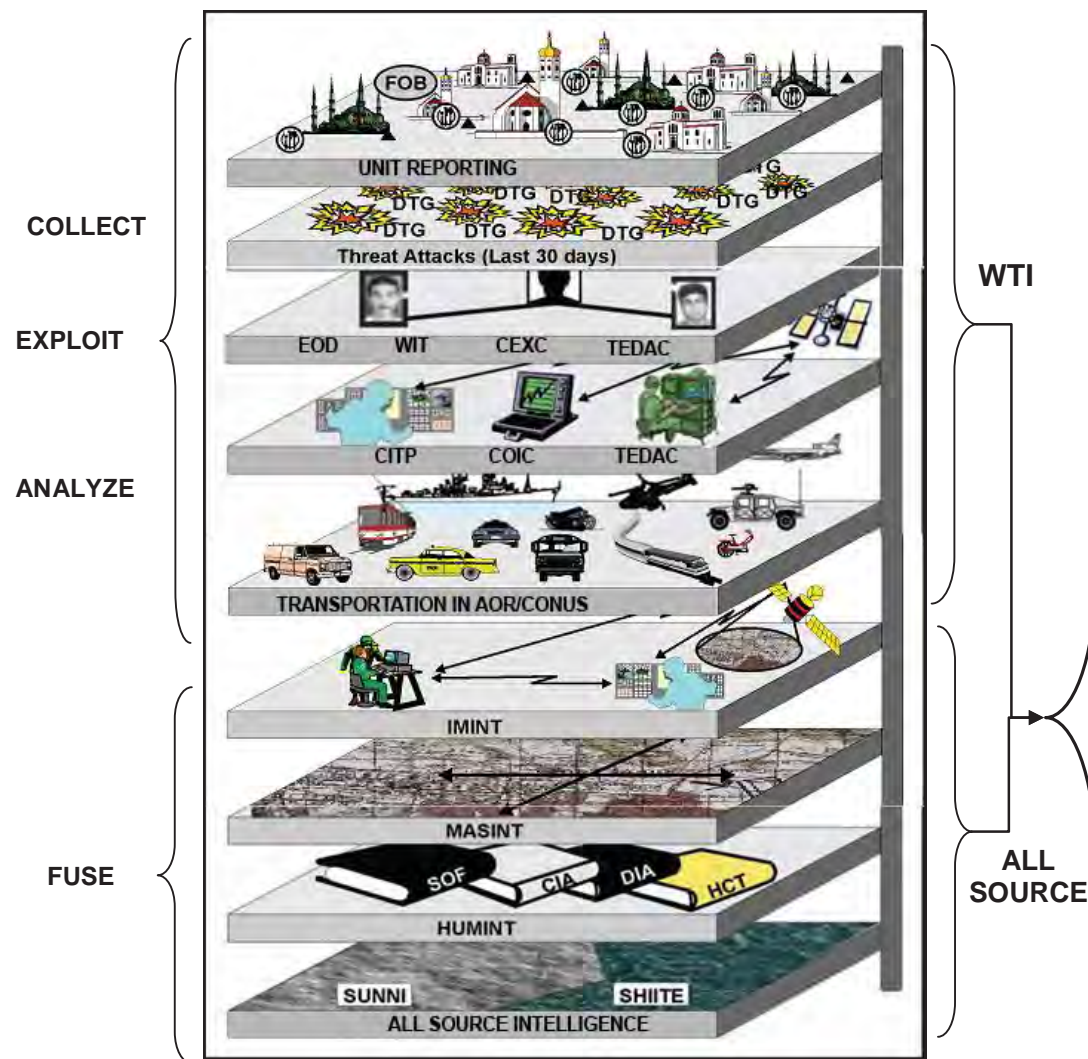 FOB
UNIT REPORTING
DTG DTG DTG DTG
DTG DTG DTG DTG
Threat Attacks (Last 30 days)
COLLECT
EXPLOIT
ANALYZE
FUSE
EOD WIT CEXC TEDAC
CITP COIC TEDAC
TRANSPORTATION IN AOR/CONUS
IMINT
MASINT
SOF CIA DIA HCT
HUMINT
SUNNI SHIITE
ALL SOURCE INTELLIGENCE
WTI
ALL
SOURCE